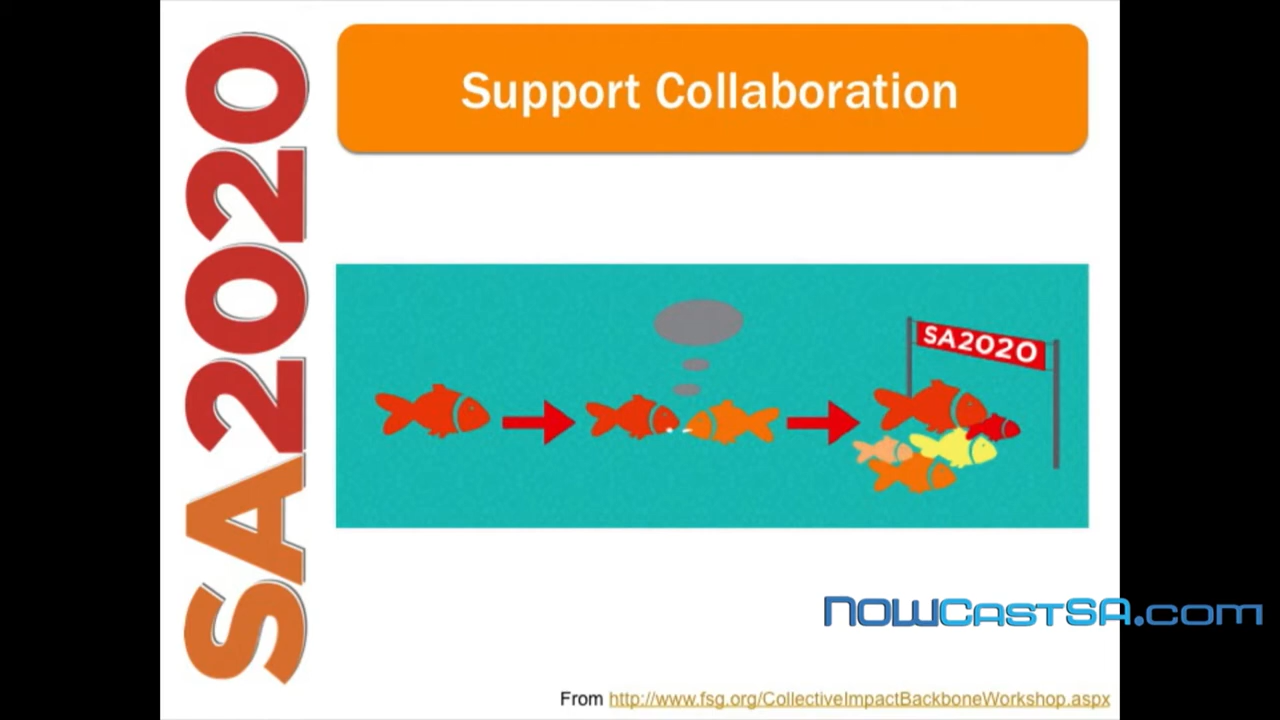 SA2020
Support Collaboration
SA2020
NOWCASTSA.COM
From http://www.fsg.org/CollectiveImpactBackboneWorkshop.aspx